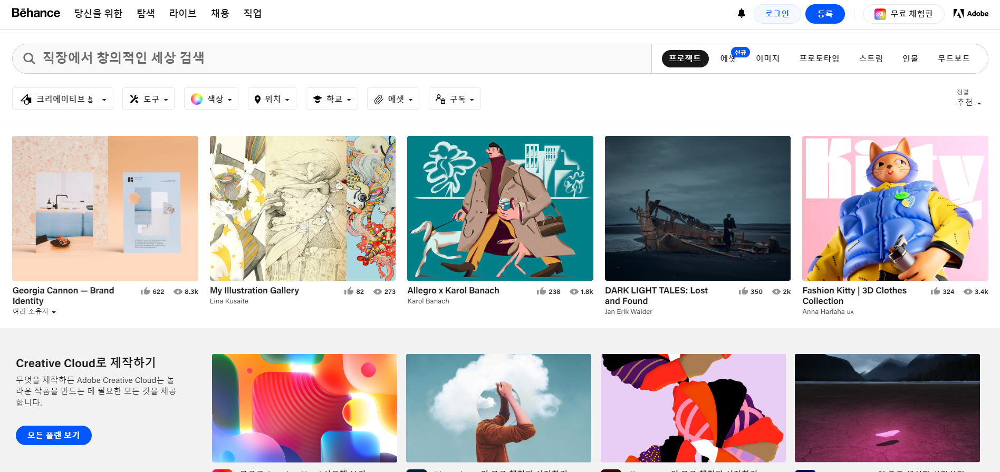 Bēhance 당신을 위한 탐색 라이브 채용 직업 로그인 등록 무료 체험판 Adobe
직장에서 창의적인 세상 검색 프로젝트 에셋 신규 이미지 프로토타입 스트림 인물 무드보드
크리에이티브 도구 색상 위치 학교 에셋 구독
정렬
추천
Kitty
Georgia Cannon — Brand Identity 622 8.3k
여러 소유자
My Illustration Gallery 82 273
Lina Kusaite
Allegro x Karol Banach 238 1.8k
Karol Banach
DARK LIGHT TALES: Lost and Found 350 2k
Jan Erik Waider
Fashion Kitty | 3D Clothes Collection 324 3.4k
Anna Hariaha UA
Creative Cloud로 제작하기
무엇을 제작하든 Adobe Creative Cloud는 놀
라운 작품을 만드는 데 필요한 모든 것을 제공
합니다.
모든 플랜 보기